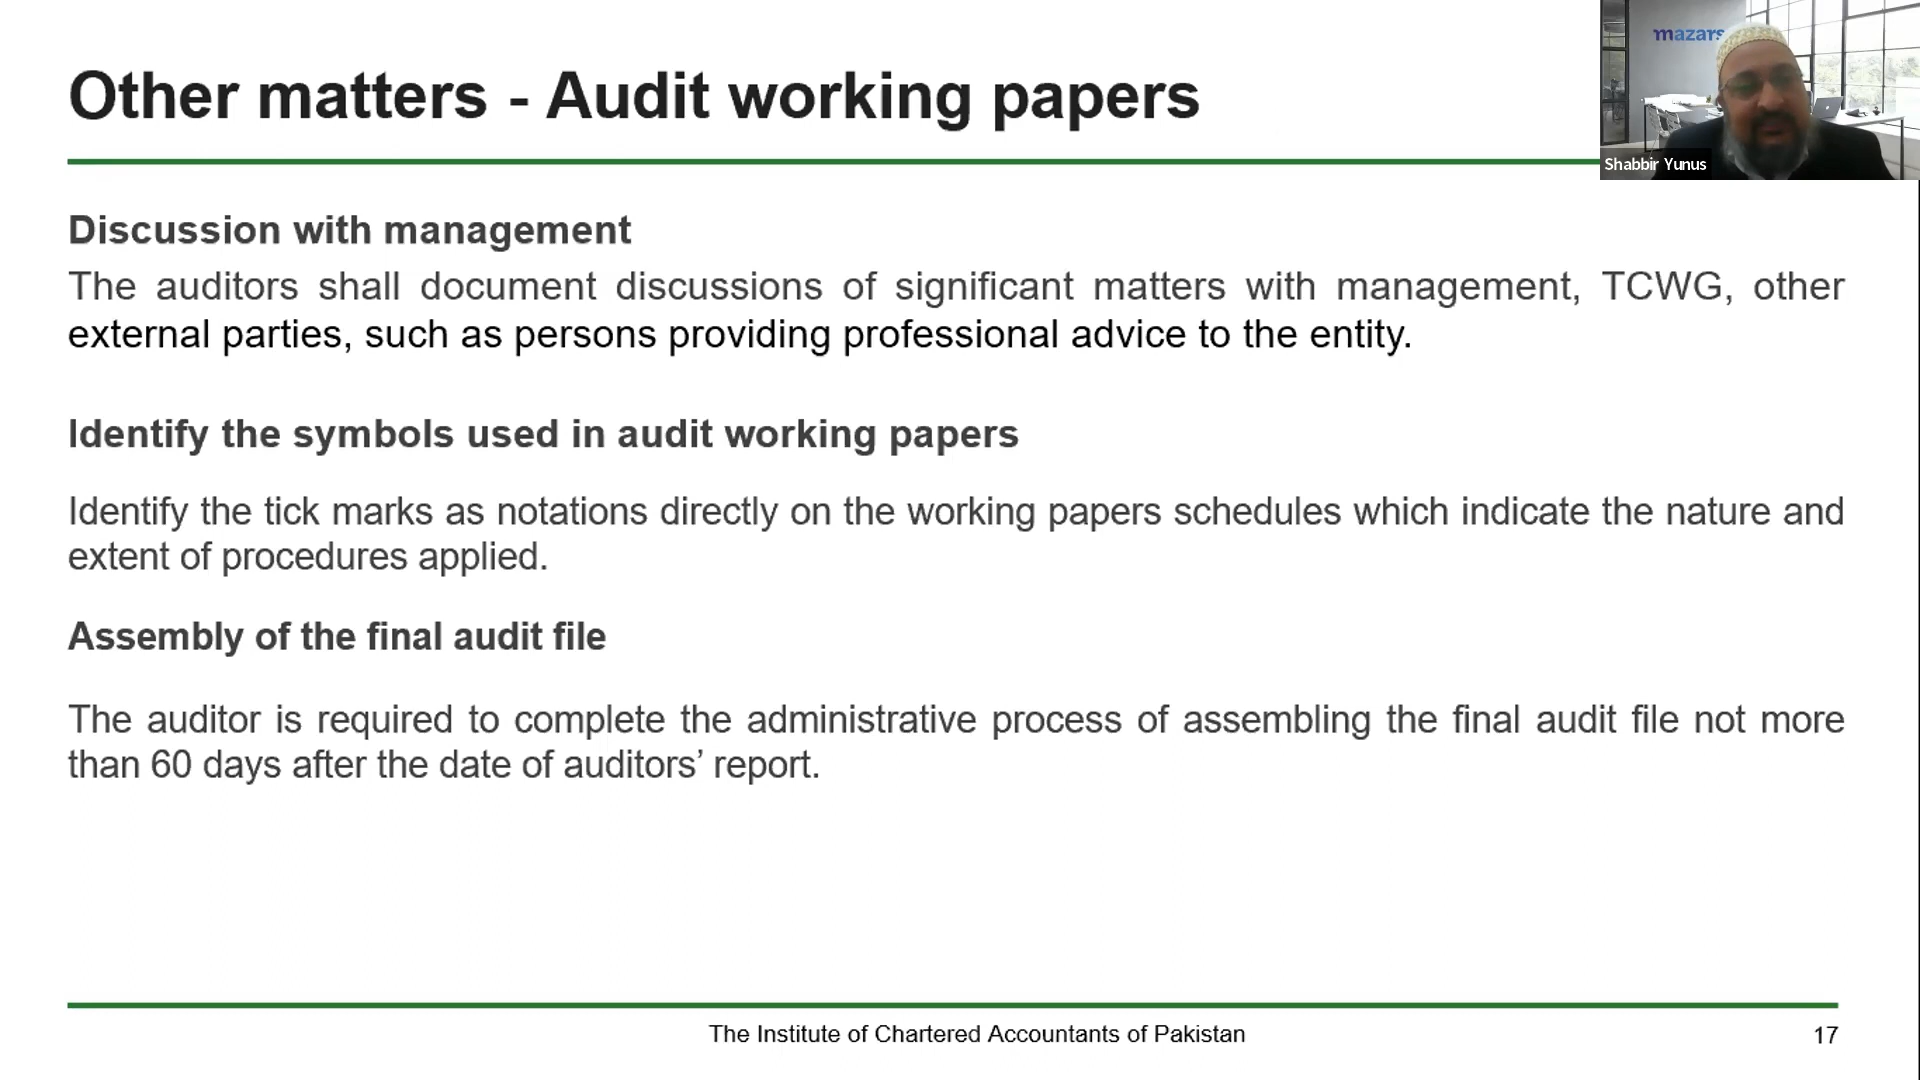 Other matters - Audit working papers
mazars
Shabbir Yunus
Discussion with management
The auditors shall document discussions of significant matters with management, TCWG, other
external parties, such as persons providing professional advice to the entity.
Identify the symbols used in audit working papers
Identify the tick marks as notations directly on the working papers schedules which indicate the nature and
extent of procedures applied.
Assembly of the final audit file
The auditor is required to complete the administrative process of assembling the final audit file not more
than 60 days after the date of auditors’ report.
The Institute of Chartered Accountants of Pakistan
17